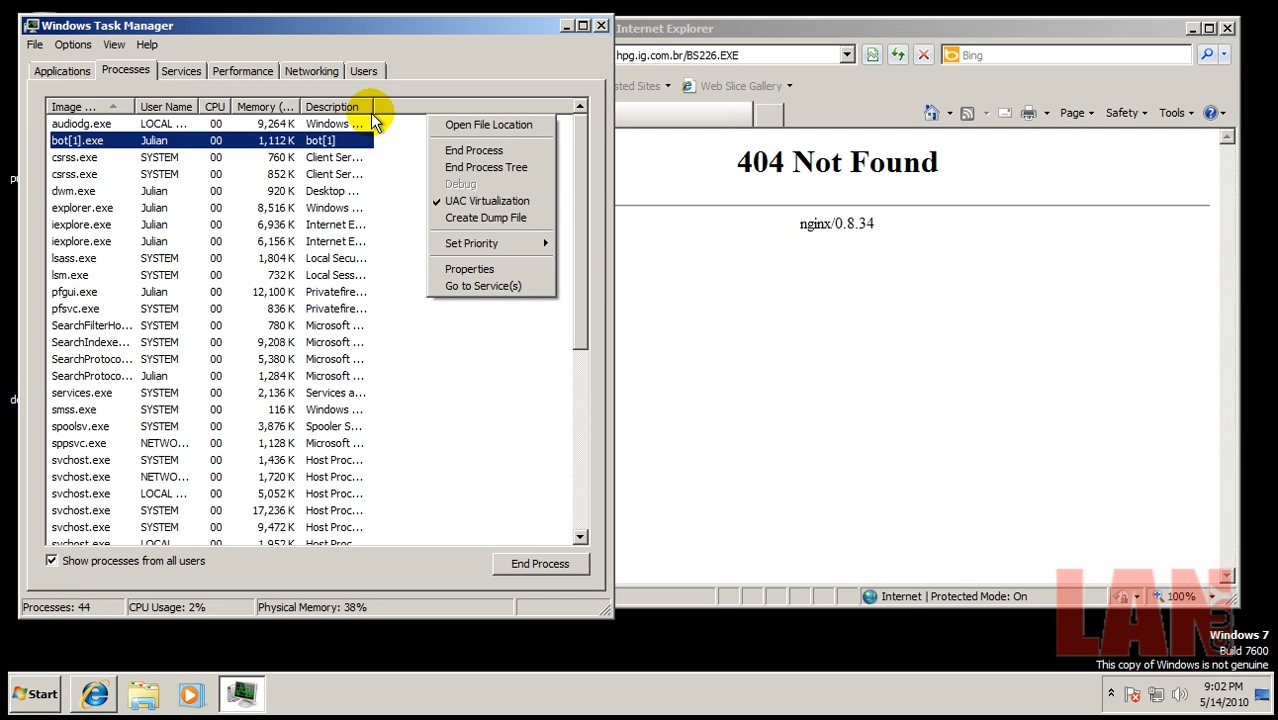 Windows Task Manager
File Options View Help
Applications Processes Services Performance Networking Users
Image ... User Name CPU Memory (... Description
audiodg.exe LOCAL ... 00 9,264 K Windows ...
bot[1].exe Julian 00 1,112 K bot[1]
csrss.exe SYSTEM 00 760 K Client Ser...
csrss.exe SYSTEM 00 852 K Client Ser...
dwm.exe Julian 00 920 K Desktop ...
explorer.exe Julian 00 8,516 K Windows ...
iexplore.exe Julian 00 6,936 K Internet E...
iexplore.exe Julian 00 6,156 K Internet E...
lsass.exe SYSTEM 00 1,804 K Local Secu...
lsm.exe SYSTEM 00 732 K Local Sess...
pfgui.exe Julian 00 12,100 K Privatefire...
pfsvc.exe SYSTEM 00 836 K Privatefire...
SearchFilterHo... SYSTEM 00 780 K Microsoft ...
SearchIndexe... SYSTEM 00 9,208 K Microsoft ...
SearchProtoco... SYSTEM 00 5,380 K Microsoft ...
SearchProtoco... Julian 00 1,284 K Microsoft ...
services.exe SYSTEM 00 2,136 K Services a...
smss.exe SYSTEM 00 116 K Windows ...
spoolsv.exe SYSTEM 00 3,876 K Spooler S...
sppsvc.exe NETWO... 00 1,128 K Microsoft ...
svchost.exe SYSTEM 00 1,436 K Host Proc...
svchost.exe NETWO... 00 1,720 K Host Proc...
svchost.exe LOCAL ... 00 5,052 K Host Proc...
svchost.exe SYSTEM 00 17,236 K Host Proc...
svchost.exe SYSTEM 00 9,472 K Host Proc...
svchost.exe LOCAL 00 1,952 K Host Proc
Open File Location
End Process
End Process Tree
Debug
UAC Virtualization
Create Dump File
Set Priority
Properties
Go to Service(s)
Show processes from all users
End Process
Processes: 44 CPU Usage: 2% Physical Memory: 38%
Internet Explorer
hpg.ig.com.br/BS226.EXE Bing
sted Sites Web Slice Gallery
Page Safety Tools
404 Not Found
nginx/0.8.34
Internet | Protected Mode: On 100%
LAN
Windows 7
Build 7600
This copy of Windows is not genuine
Start
9:02 PM
5/14/2010